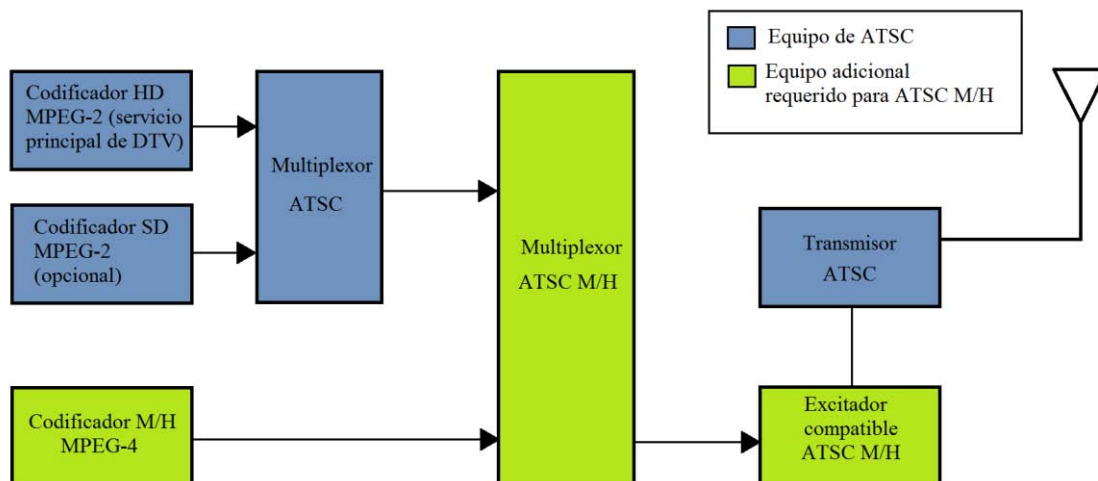 Equipo de ATSC
Equipo adicional
requerido para ATSC M/H
Codificador HD
MPEG-2 (servicio
principal de DTV)
Multiplexor
ATSC
Codificador SD
MPEG-2
(opcional)
Multiplexor
ATSC M/H
Transmisor
ATSC
Codificador M/H
MPEG-4
Excitador
compatible
ATSC M/H